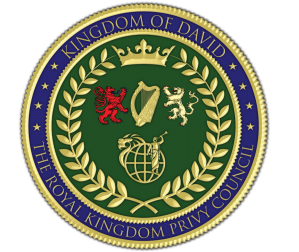 KINGDOM OF DAVID
THE ROYAL KINGDOM PRIVY COUNCIL